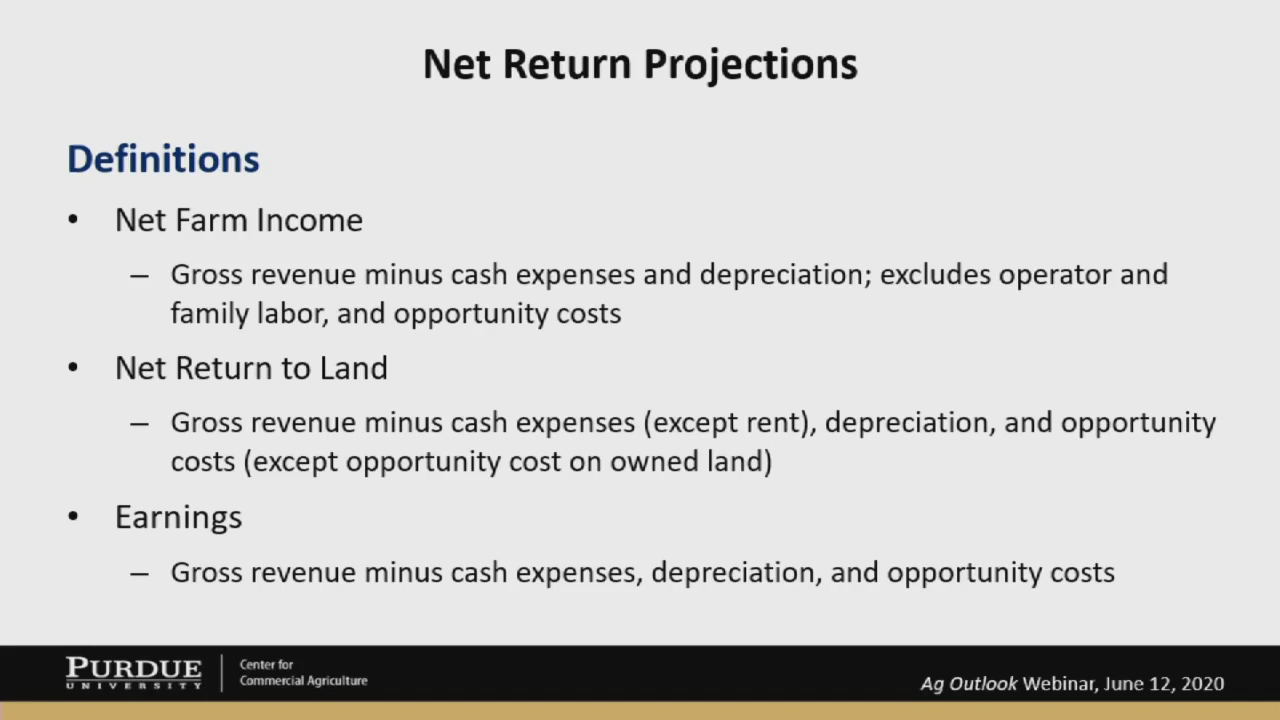 Net Return Projections
Definitions
• Net Farm Income
– Gross revenue minus cash expenses and depreciation; excludes operator and
family labor, and opportunity costs
• Net Return to Land
– Gross revenue minus cash expenses (except rent), depreciation, and opportunity
costs (except opportunity cost on owned land)
• Earnings
– Gross revenue minus cash expenses, depreciation, and opportunity costs
PURDUE
UNIVERSITY
Center for
Commercial Agriculture
Ag Outlook Webinar, June 12, 2020